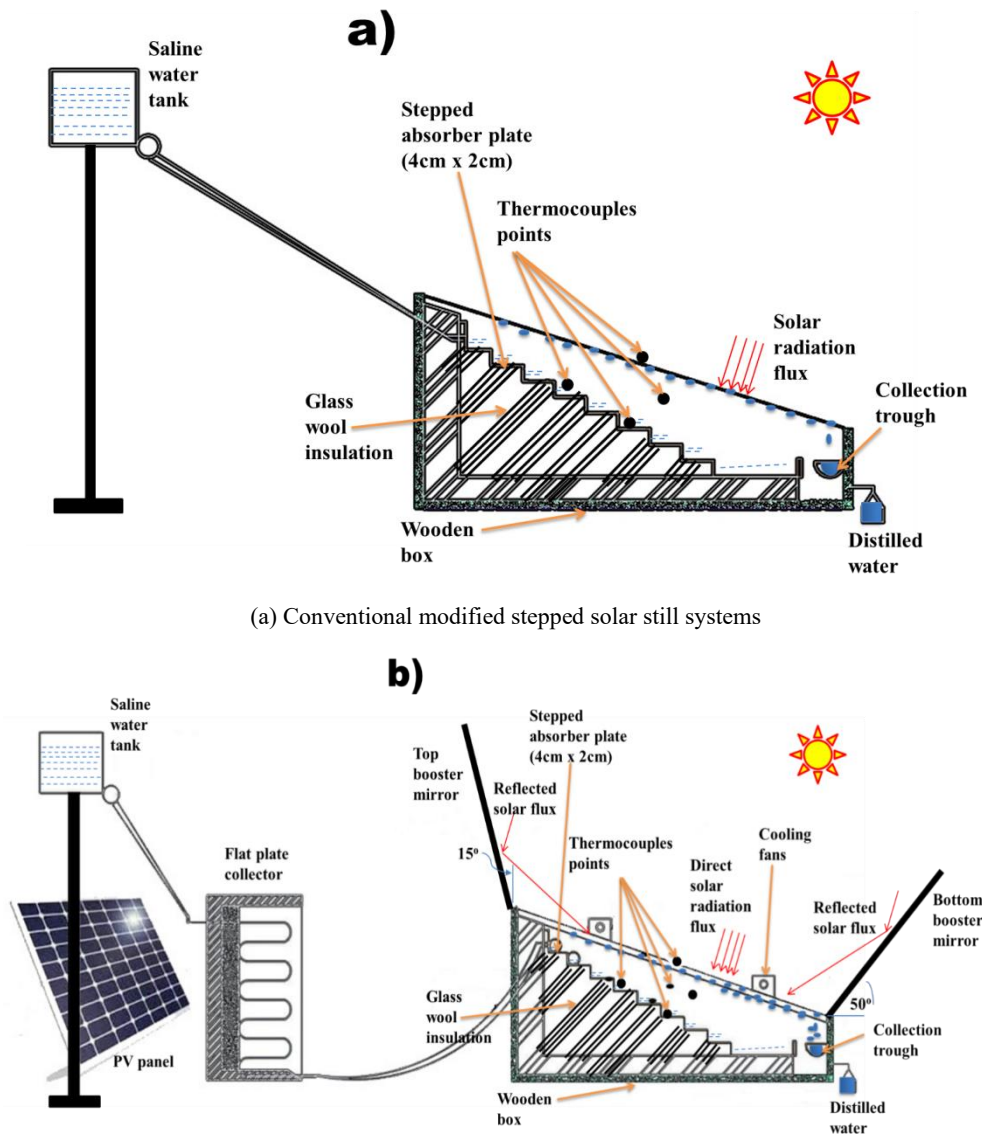 a)
Saline
water
tank
Stepped
absorber plate
(4cm x 2cm)
Thermocouples
points
Solar
radiation
flux
Collection
trough
Glass
wool
insulation
Wooden
box
Distilled
water
(a) Conventional modified stepped solar still systems
b)
Saline
water
tank
Top
booster
mirror
Stepped
absorber plate
(4cm x 2cm)
Reflected
solar flux
15°
Thermocouples
points
Cooling
fans
Direct
solar
radiation
flux
Reflected
solar flux
Bottom
booster
mirror
50°
Flat plate
collector
PV panel
Glass
wool
insulation
Collection
trough
Wooden
box
Distilled
water